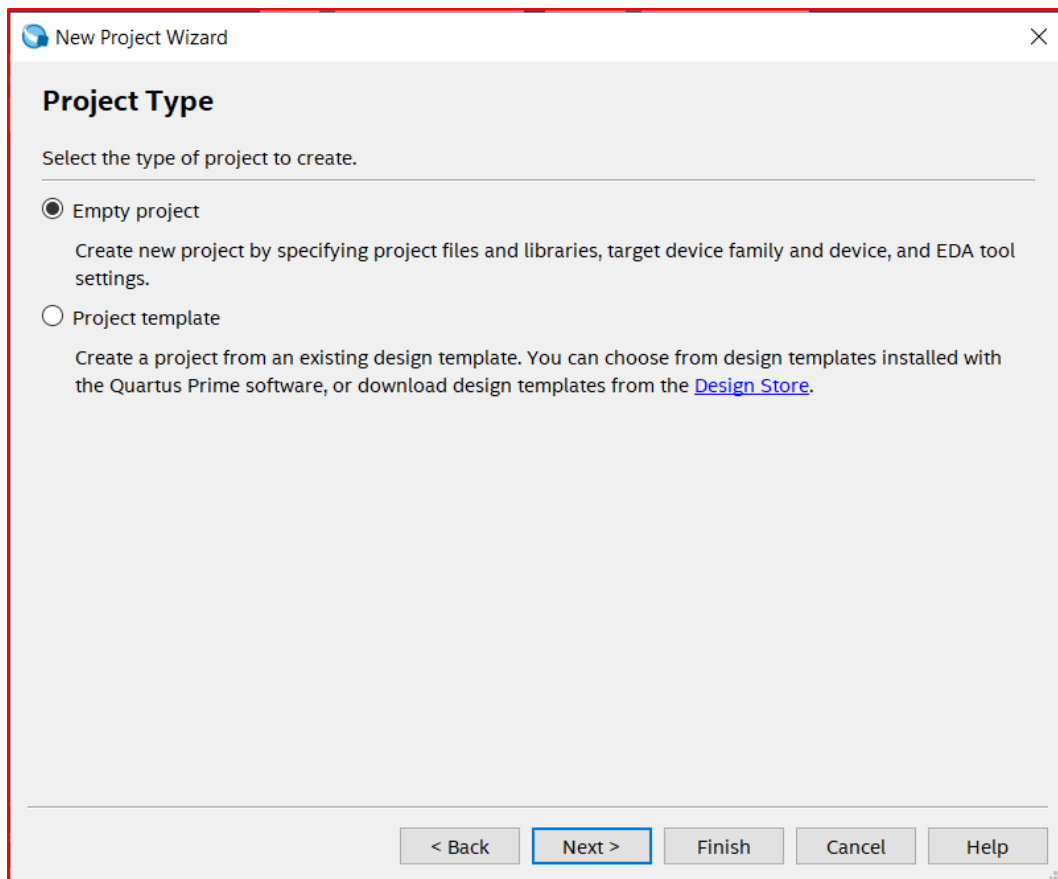 New Project Wizard
Project Type
Select the type of project to create.
Empty project
Create new project by specifying project files and libraries, target device family and device, and EDA tool
settings.
Project template
Create a project from an existing design template. You can choose from design templates installed with
the Quartus Prime software, or download design templates from the Design Store.
< Back Next > Finish Cancel Help